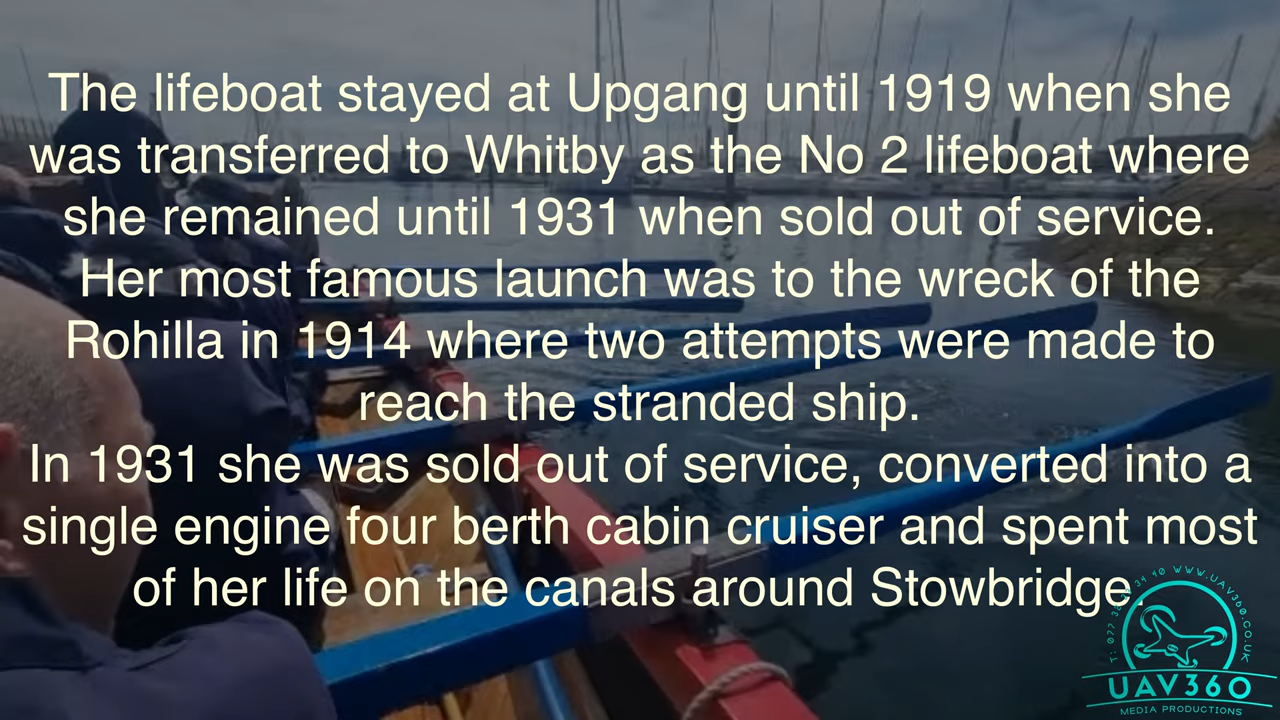 The lifeboat stayed at Upgang until 1919 when she
was transferred to Whitby as the No 2 lifeboat where
she remained until 1931 when sold out of service.
Her most famous launch was to the wreck of the
Rohilla in 1914 where two attempts were made to
reach the stranded ship.
In 1931 she was sold out of service, converted into a
single engine four berth cabin cruiser and spent most
of her life on the canals around Stowbridge.
WWW.UAV360.CO.UK
UAV360
MEDIA PRODUCTIONS